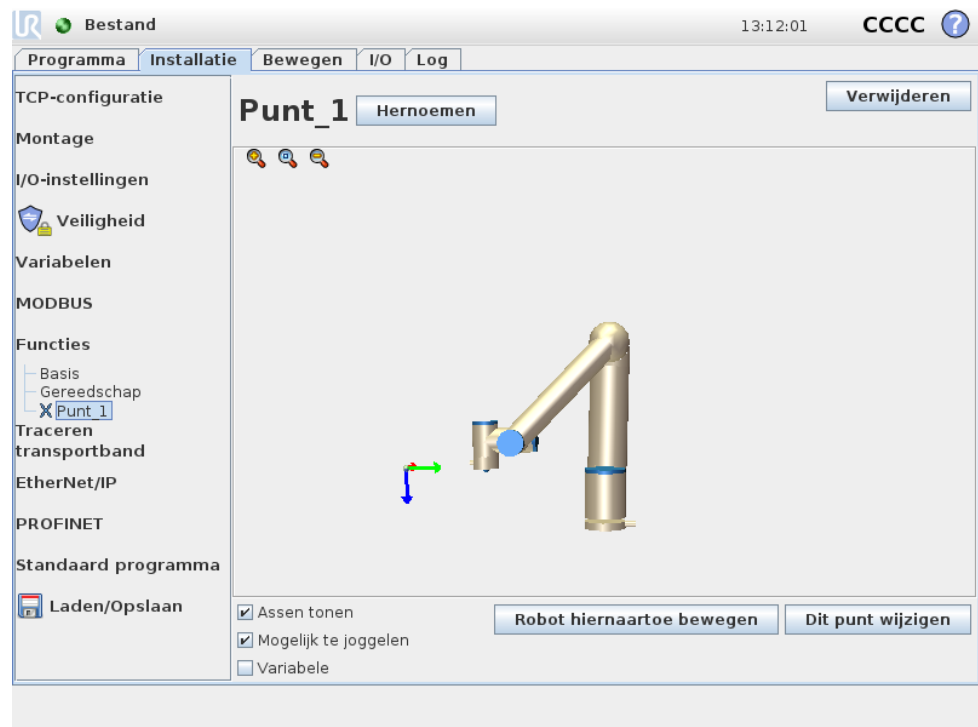 UR Bestand 13:12:01 CCCC ?
Programma Installatie Bewegen I/O Log
TCP-configuratie
Montage
I/O-instellingen
Veiligheid
Variabelen
MODBUS
Functies
Basis
Gereedschap
Punt_1
Traceren
transportband
EtherNet/IP
PROFINET
Standaard programma
Laden/Opslaan
Punt_1 Hernoemen Verwijderen
Assen tonen
Mogelijk te joggelen
Variabele
Robot hiernaartoe bewegen Dit punt wijzigen